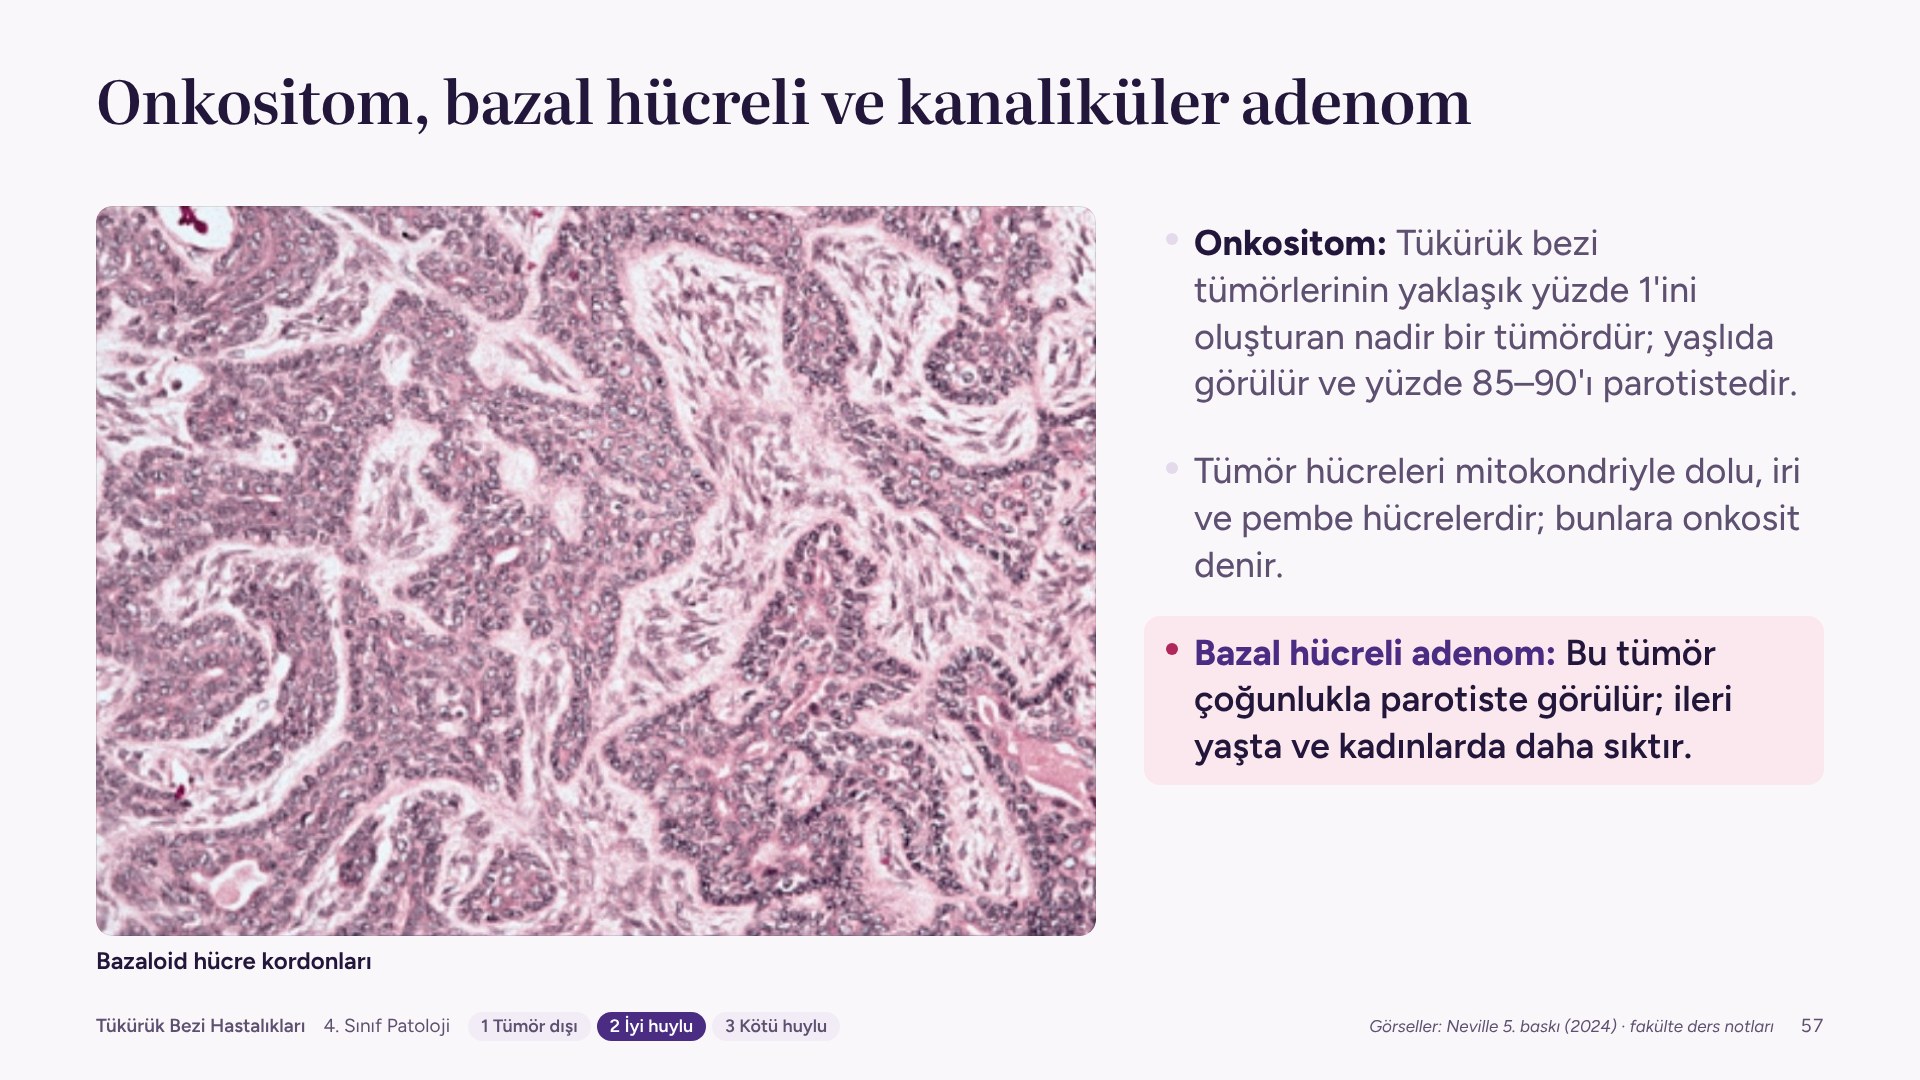 Onkositom, bazal hücreli ve kanaliküler adenom
Onkositom: Tükürük bezi
tümörlerinin yaklaşık yüzde 1'ini
oluşturan nadir bir tümördür; yaşlıda
görülür ve yüzde 85–90'ı parotistedir.
Tümör hücreleri mitokondriyle dolu, iri
ve pembe hücrelerdir; bunlara onkosit
denir.
Bazal hücreli adenom: Bu tümör
çoğunlukla parotiste görülür; ileri
yaşta ve kadınlarda daha sıktır.
Bazaloid hücre kordonları
Tükürük Bezi Hastalıkları 4. Sınıf Patoloji 1 Tümör dışı 2 İyi huylu 3 Kötü huylu
Görseller: Neville 5. baskı (2024) · fakülte ders notları 57